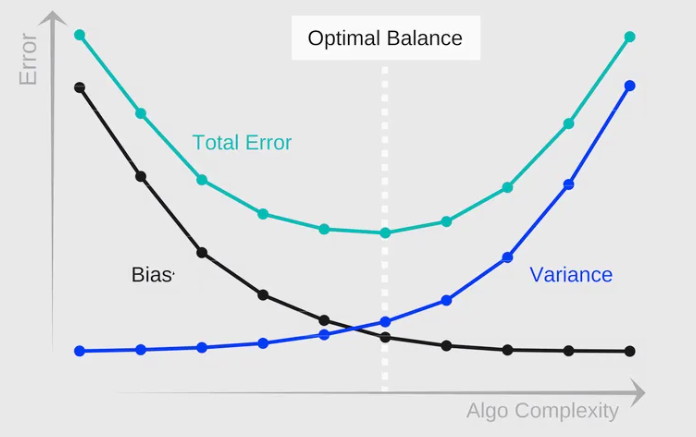 Error
Optimal Balance
Total Error
Bias
Variance
Algo Complexity